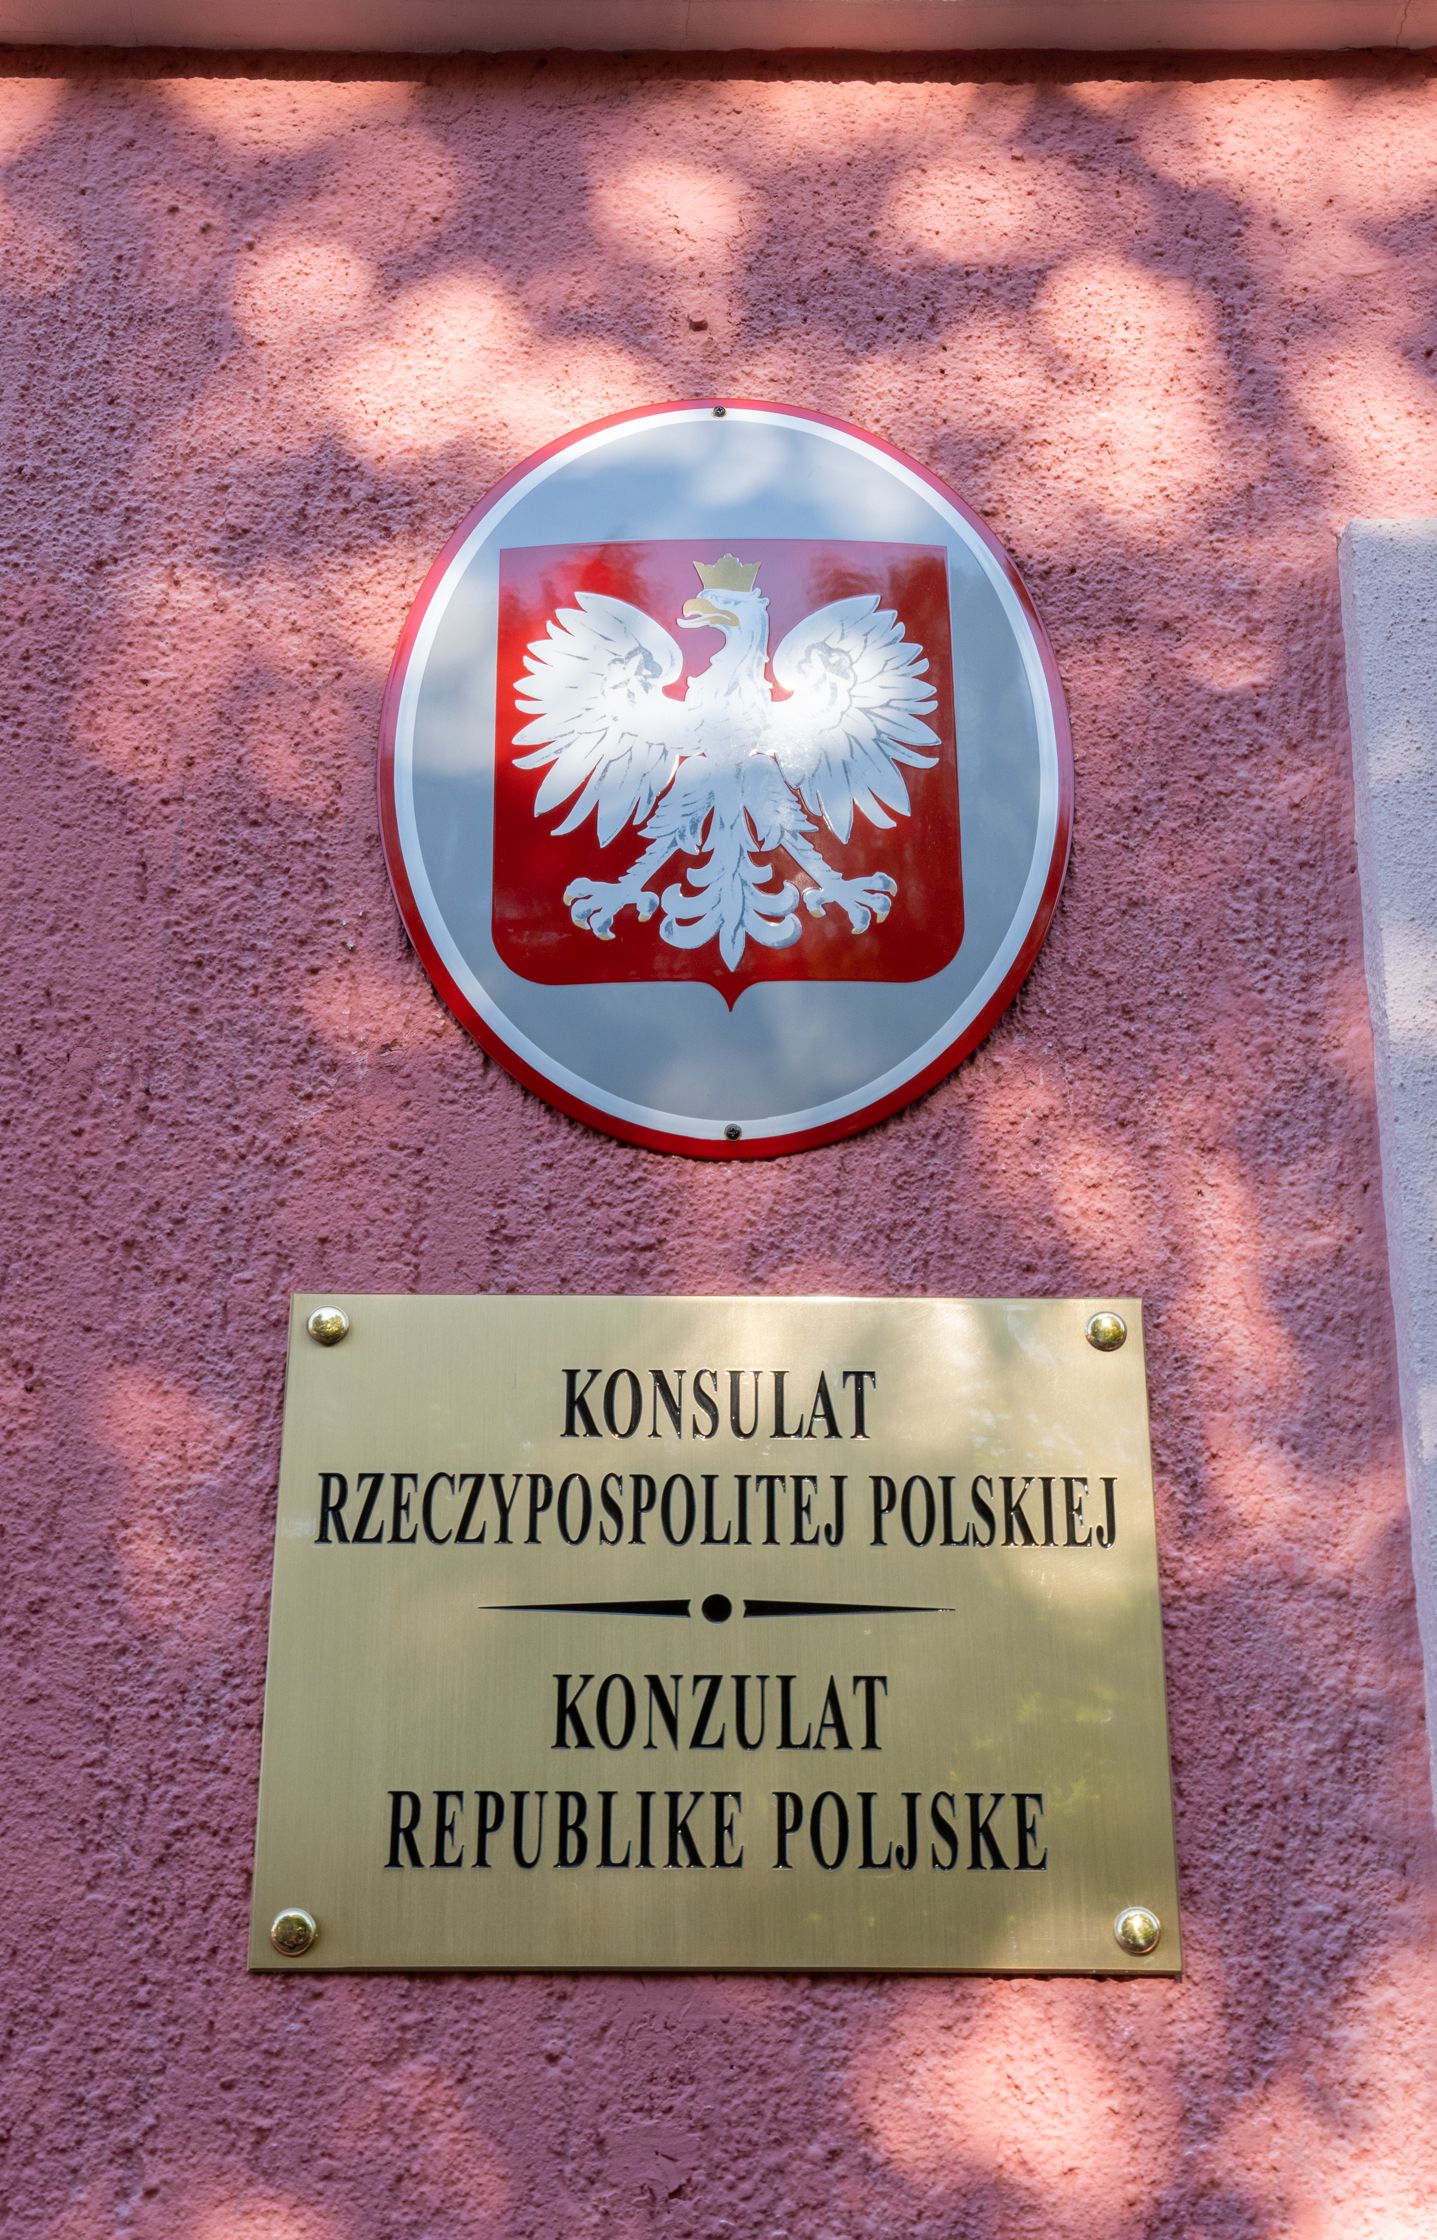 KONSULAT
RZECZYPOSPOLITEJ POLSKIEJ
KONZULAT
REPUBLIKE POLJSKE